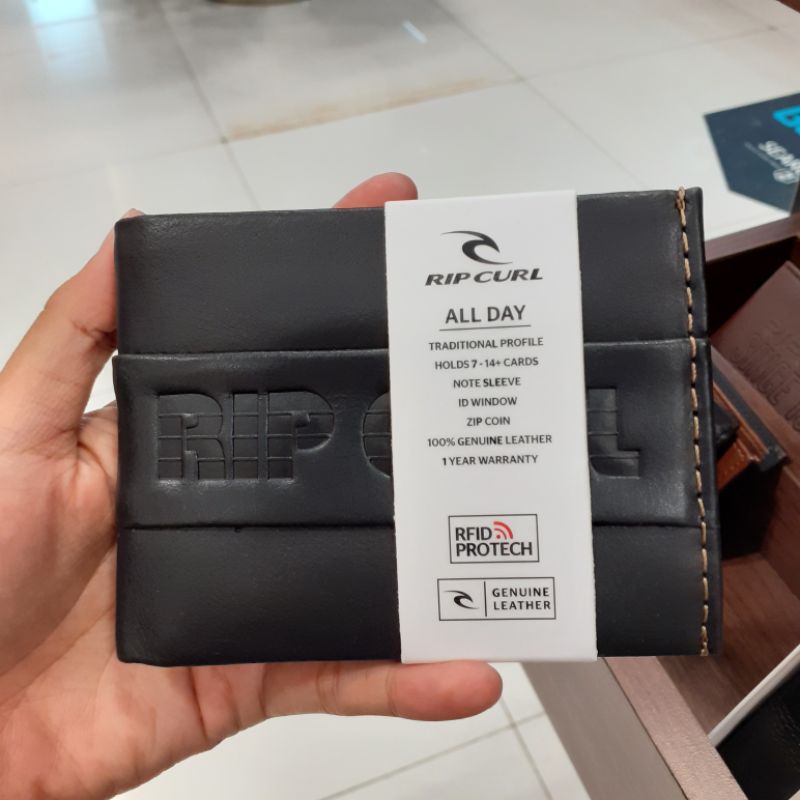 RIP CURL
ALL DAY
TRADITIONAL PROFILE
HOLDS 7 - 14+ CARDS
NOTE SLEEVE
ID WINDOW
ZIP COIN
100% GENUINE LEATHER
1 YEAR WARRANTY
RFID
PROTECH
GENUINE
LEATHER
RIP C L